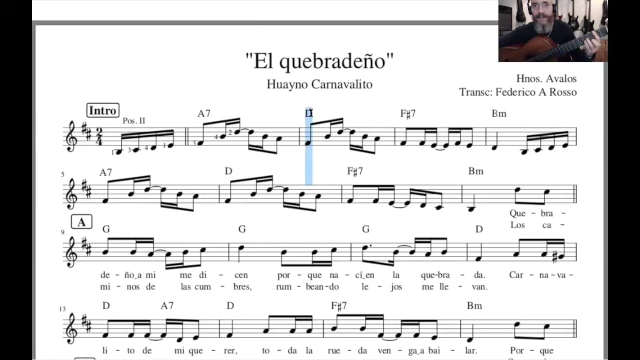 "El quebradeño"
Huayno Carnavalito
Hnos. Avalos
Transc: Federico A Rosso
Intro
Pos. II
A7 D F♯7 Bm
5 A7 D F♯7 Bm
Que - bra -
Los ca -
A
9 G G G A D
de - ño_a mi me di - cen por - que na - cí_en la que - bra - da. Car - na - va -
mi - nos de las cum - bres, rum - bean - do le - jos me lle - van.
13 D A7 D F♯7 Bm
li - to de mi que - rer, to - da la rue - da ven - ga_a bai - lar. Por - que